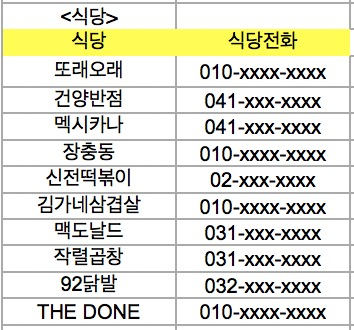 <식당>
식당 식당전화
또래오래 010-xxxx-xxxx
건양반점 041-xxx-xxxx
멕시카나 041-xxx-xxxx
장충동 010-xxxx-xxxx
신전떡볶이 02-xxx-xxxx
김가네삼겹살 010-xxxx-xxxx
맥도날드 031-xxx-xxxx
작렬곱창 031-xxx-xxxx
92닭발 032-xxx-xxxx
THE DONE 010-xxxx-xxxx